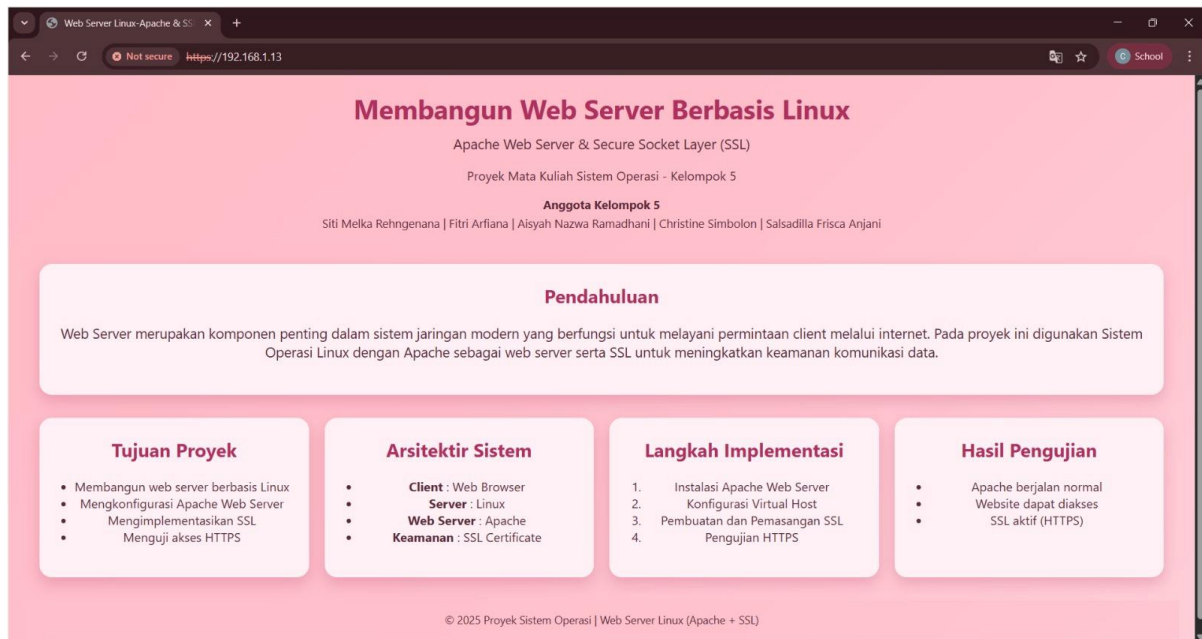 Web Server Linux-Apache & SS
Not secure https://192.168.1.13
School
Membangun Web Server Berbasis Linux
Apache Web Server & Secure Socket Layer (SSL)
Proyek Mata Kuliah Sistem Operasi - Kelompok 5
Anggota Kelompok 5
Siti Melka Rehngenana | Fitri Arfiana | Aisyah Nazwa Ramadhani | Christine Simbolon | Salsadilla Frisca Anjani
Pendahuluan
Web Server merupakan komponen penting dalam sistem jaringan modern yang berfungsi untuk melayani permintaan client melalui internet. Pada proyek ini digunakan Sistem
Operasi Linux dengan Apache sebagai web server serta SSL untuk meningkatkan keamanan komunikasi data.
Tujuan Proyek
• Membangun web server berbasis Linux
• Mengkonfigurasi Apache Web Server
• Mengimplementasikan SSL
• Menguji akses HTTPS
Arsitektir Sistem
• Client : Web Browser
• Server : Linux
• Web Server : Apache
• Keamanan : SSL Certificate
Langkah Implementasi
1. Instalasi Apache Web Server
2. Konfigurasi Virtual Host
3. Pembuatan dan Pemasangan SSL
4. Pengujian HTTPS
Hasil Pengujian
• Apache berjalan normal
• Website dapat diakses
• SSL aktif (HTTPS)
© 2025 Proyek Sistem Operasi | Web Server Linux (Apache + SSL)